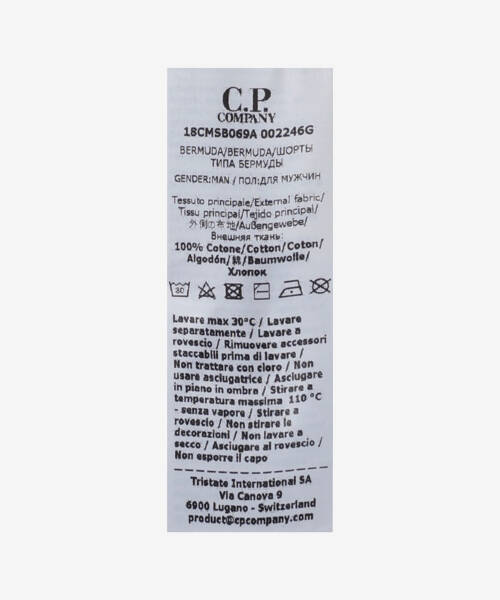 C.P.
COMPANY
18CMSB069A 002246G
BERMUDA/BERMUDA/ШОРТЫ
ТИПА БЕРМУДЫ
GENDER:MAN / ПОЛ:ДЛЯ МУЖЧИН
Tessuto principale/External fabric/
Tissu principal/Tejido principal/
外側の布地/Außengewebe/
Внешняя ткань:
100% Cotone/Cotton/Coton/
Algodón/綿/Baumwolle/
Хлопок
30
Lavare max 30°C / Lavare
separatamente / Lavare a
rovescio / Rimuovere accessori
staccabili prima di lavare /
Non trattare con cloro / Non
usare asciugatrice / Asciugare
in piano in ombra / Stirare a
temperatura massima 110 °C
- senza vapore / Stirare a
rovescio / Non stirare le
decorazioni / Non lavare a
secco / Asciugare al rovescio /
Non esporre il capo
Tristate International SA
Via Canova 9
6900 Lugano - Switzerland
product@cpcompany.com